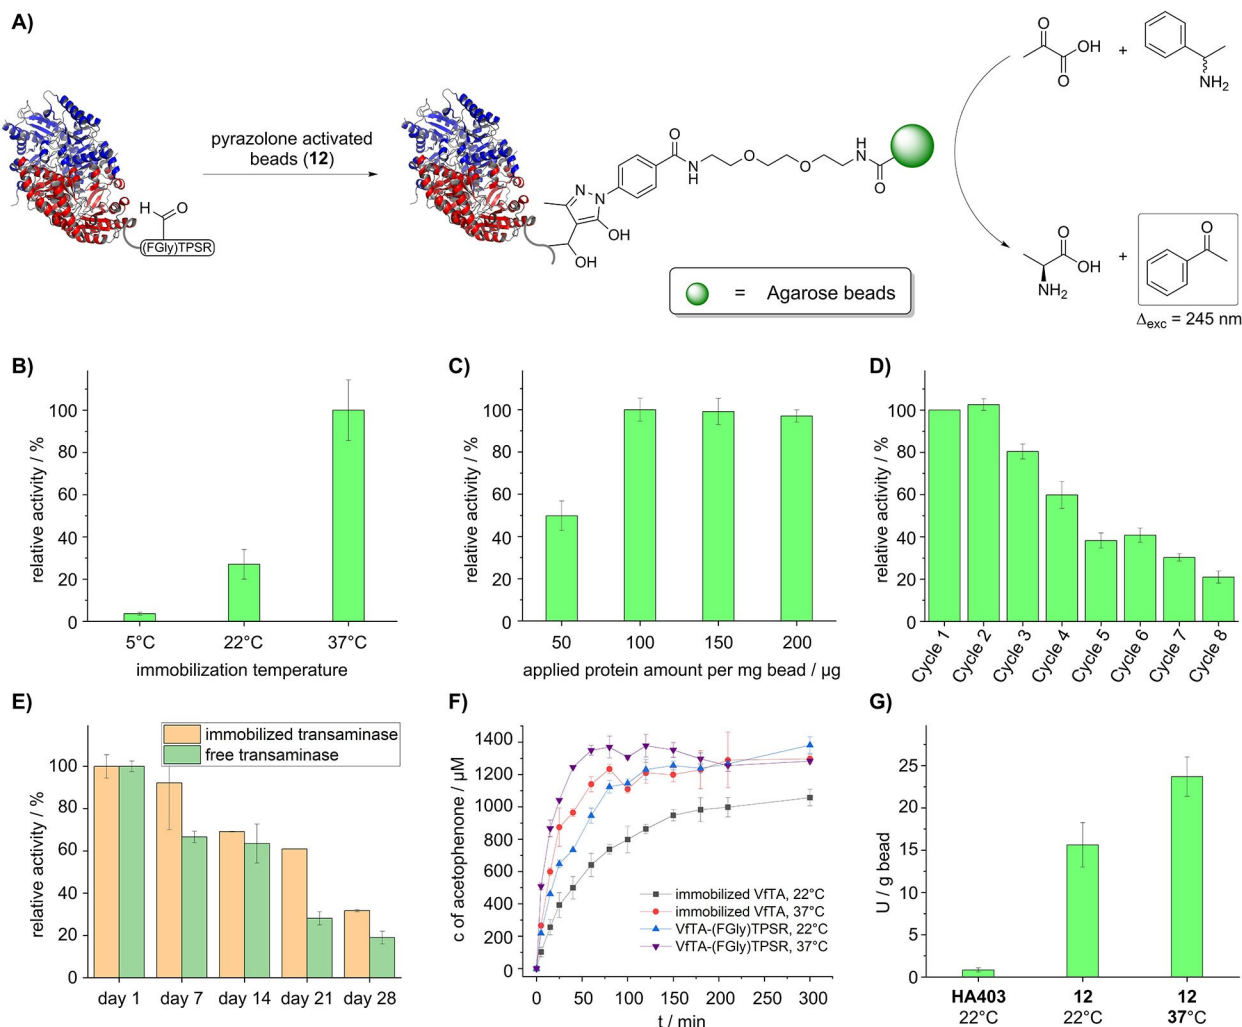 A)
pyrazolone activated
beads (12)
H
O
(FGly)TPSR
O
N
H
O
O
H
N
O
N
N
OH
OH
= Agarose beads
O
OH
O
+
NH2
O
OH
NH2
+
O
Δexc = 245 nm
B)
relative activity / %
100
80
60
40
20
0
5°C 22°C 37°C
immobilization temperature
C)
relative activity / %
100
80
60
40
20
0
50 100 150 200
applied protein amount per mg bead / µg
D)
relative activity / %
100
80
60
40
20
0
Cycle 1
Cycle 2
Cycle 3
Cycle 4
Cycle 5
Cycle 6
Cycle 7
Cycle 8
E)
immobilized transaminase
free transaminase
relative activity / %
100
80
60
40
20
0
day 1 day 7 day 14 day 21 day 28
F)
c of acetophenone / µM
1400
1200
1000
800
600
400
200
0
immobilized VfTA, 22°C
immobilized VfTA, 37°C
VfTA-(FGly)TPSR, 22°C
VfTA-(FGly)TPSR, 37°C
0 50 100 150 200 250 300
t / min
G)
U / g bead
25
20
15
10
5
0
HA403 12 12
22°C 22°C 37°C